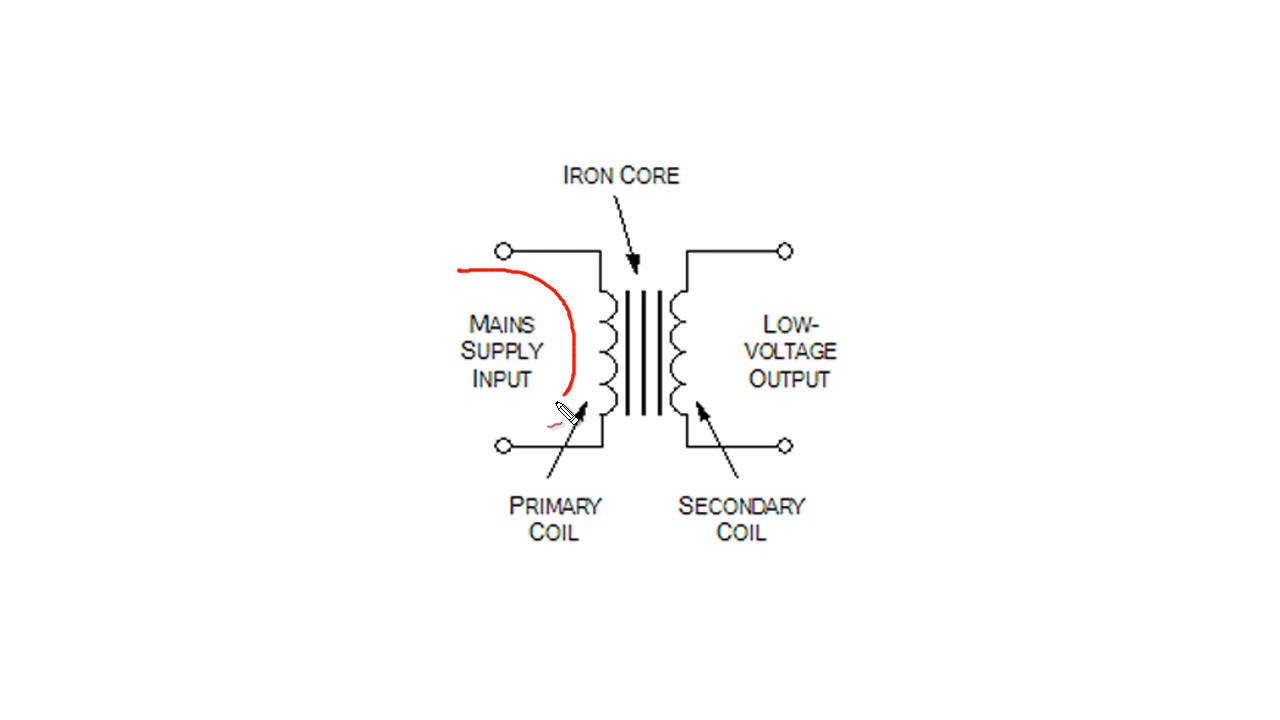 IRON CORE
MAINS
SUPPLY
INPUT
LOW-
VOLTAGE
OUTPUT
PRIMARY
COIL
SECONDARY
COIL